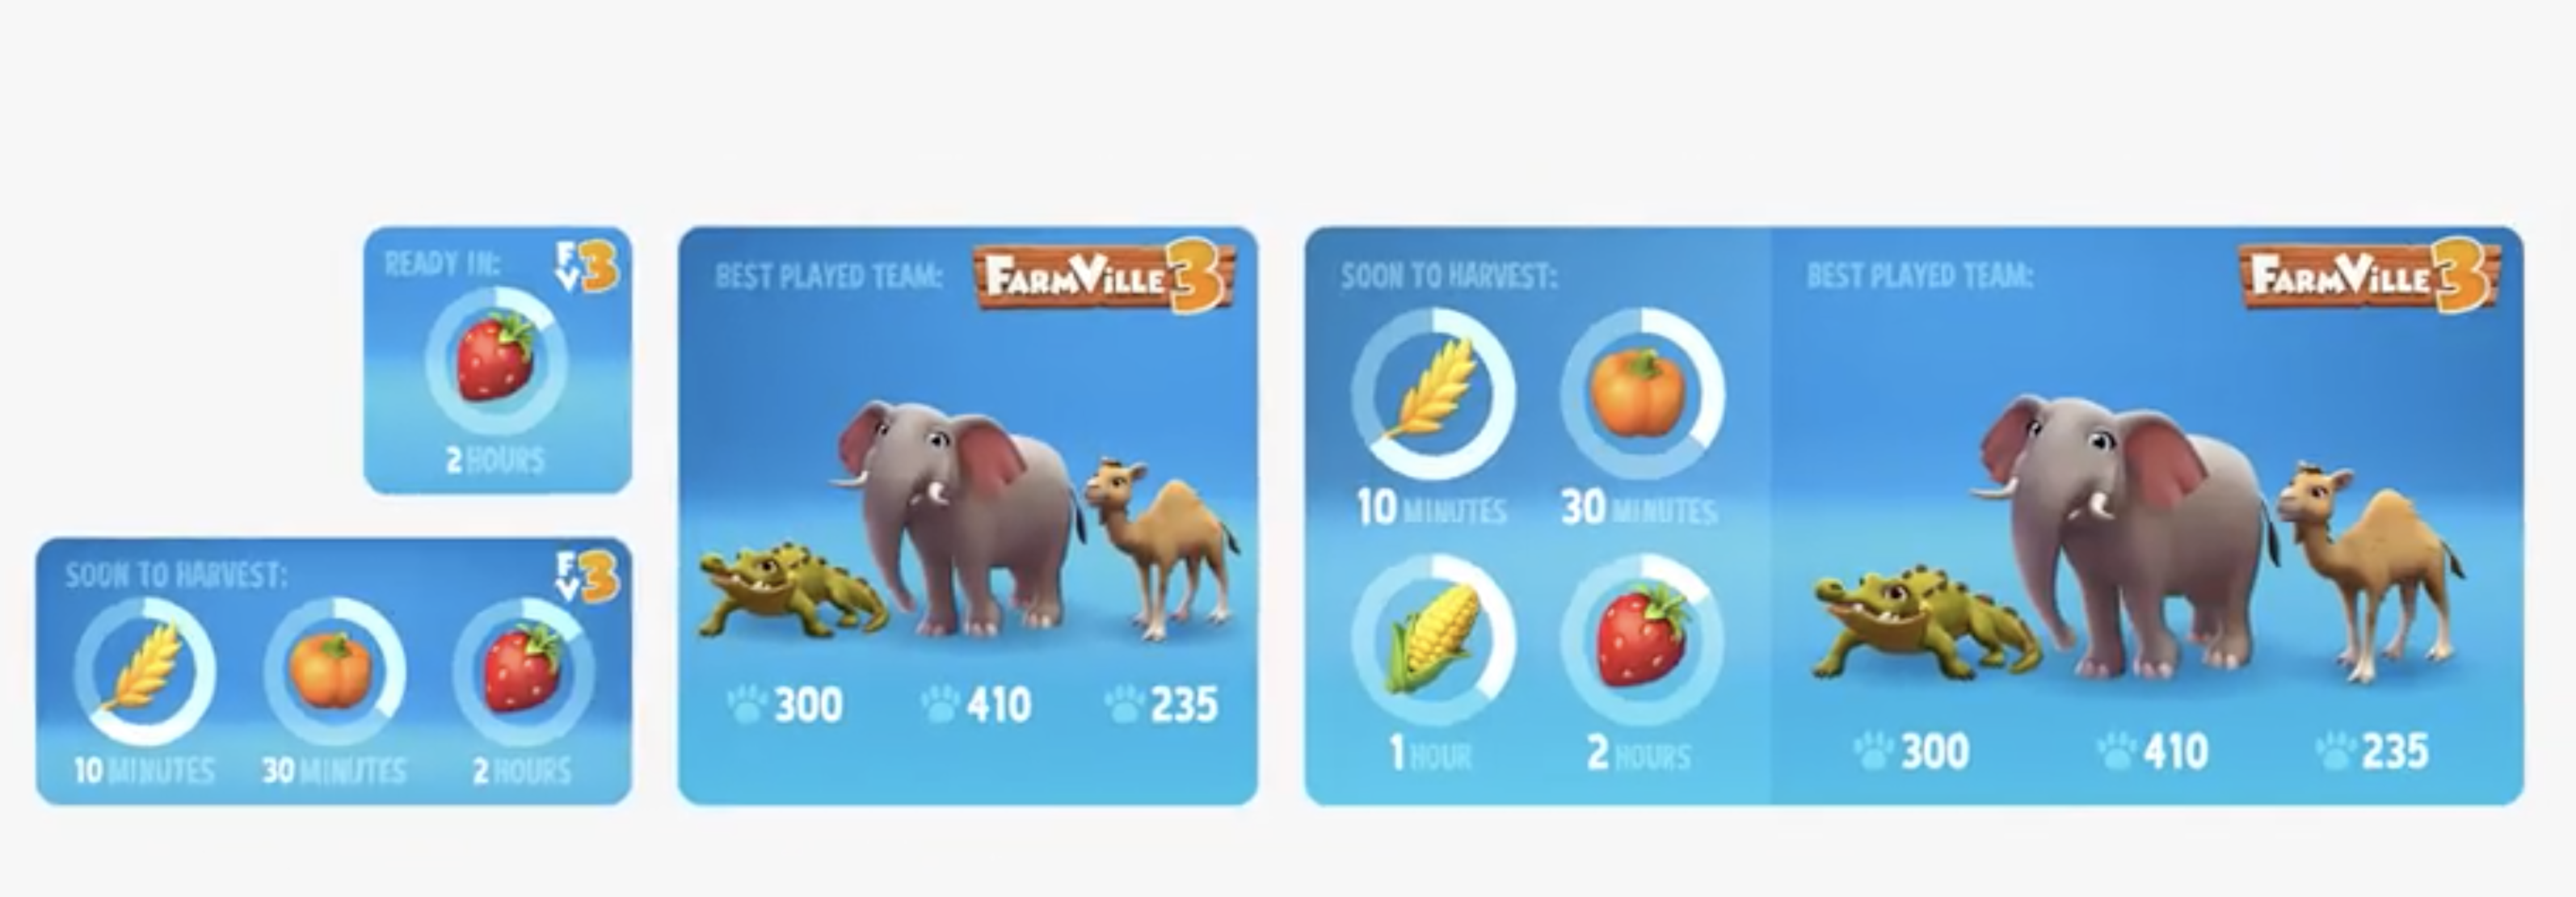 READY IN:
FV3
2 HOURS
SOON TO HARVEST:
FV3
10 MINUTES
30 MINUTES
2 HOURS
BEST PLAYED TEAM:
FARMVILLE 3
300
410
235
SOON TO HARVEST:
10 MINUTES
30 MINUTES
1 HOUR
2 HOURS
BEST PLAYED TEAM:
FARMVILLE 3
300
410
235